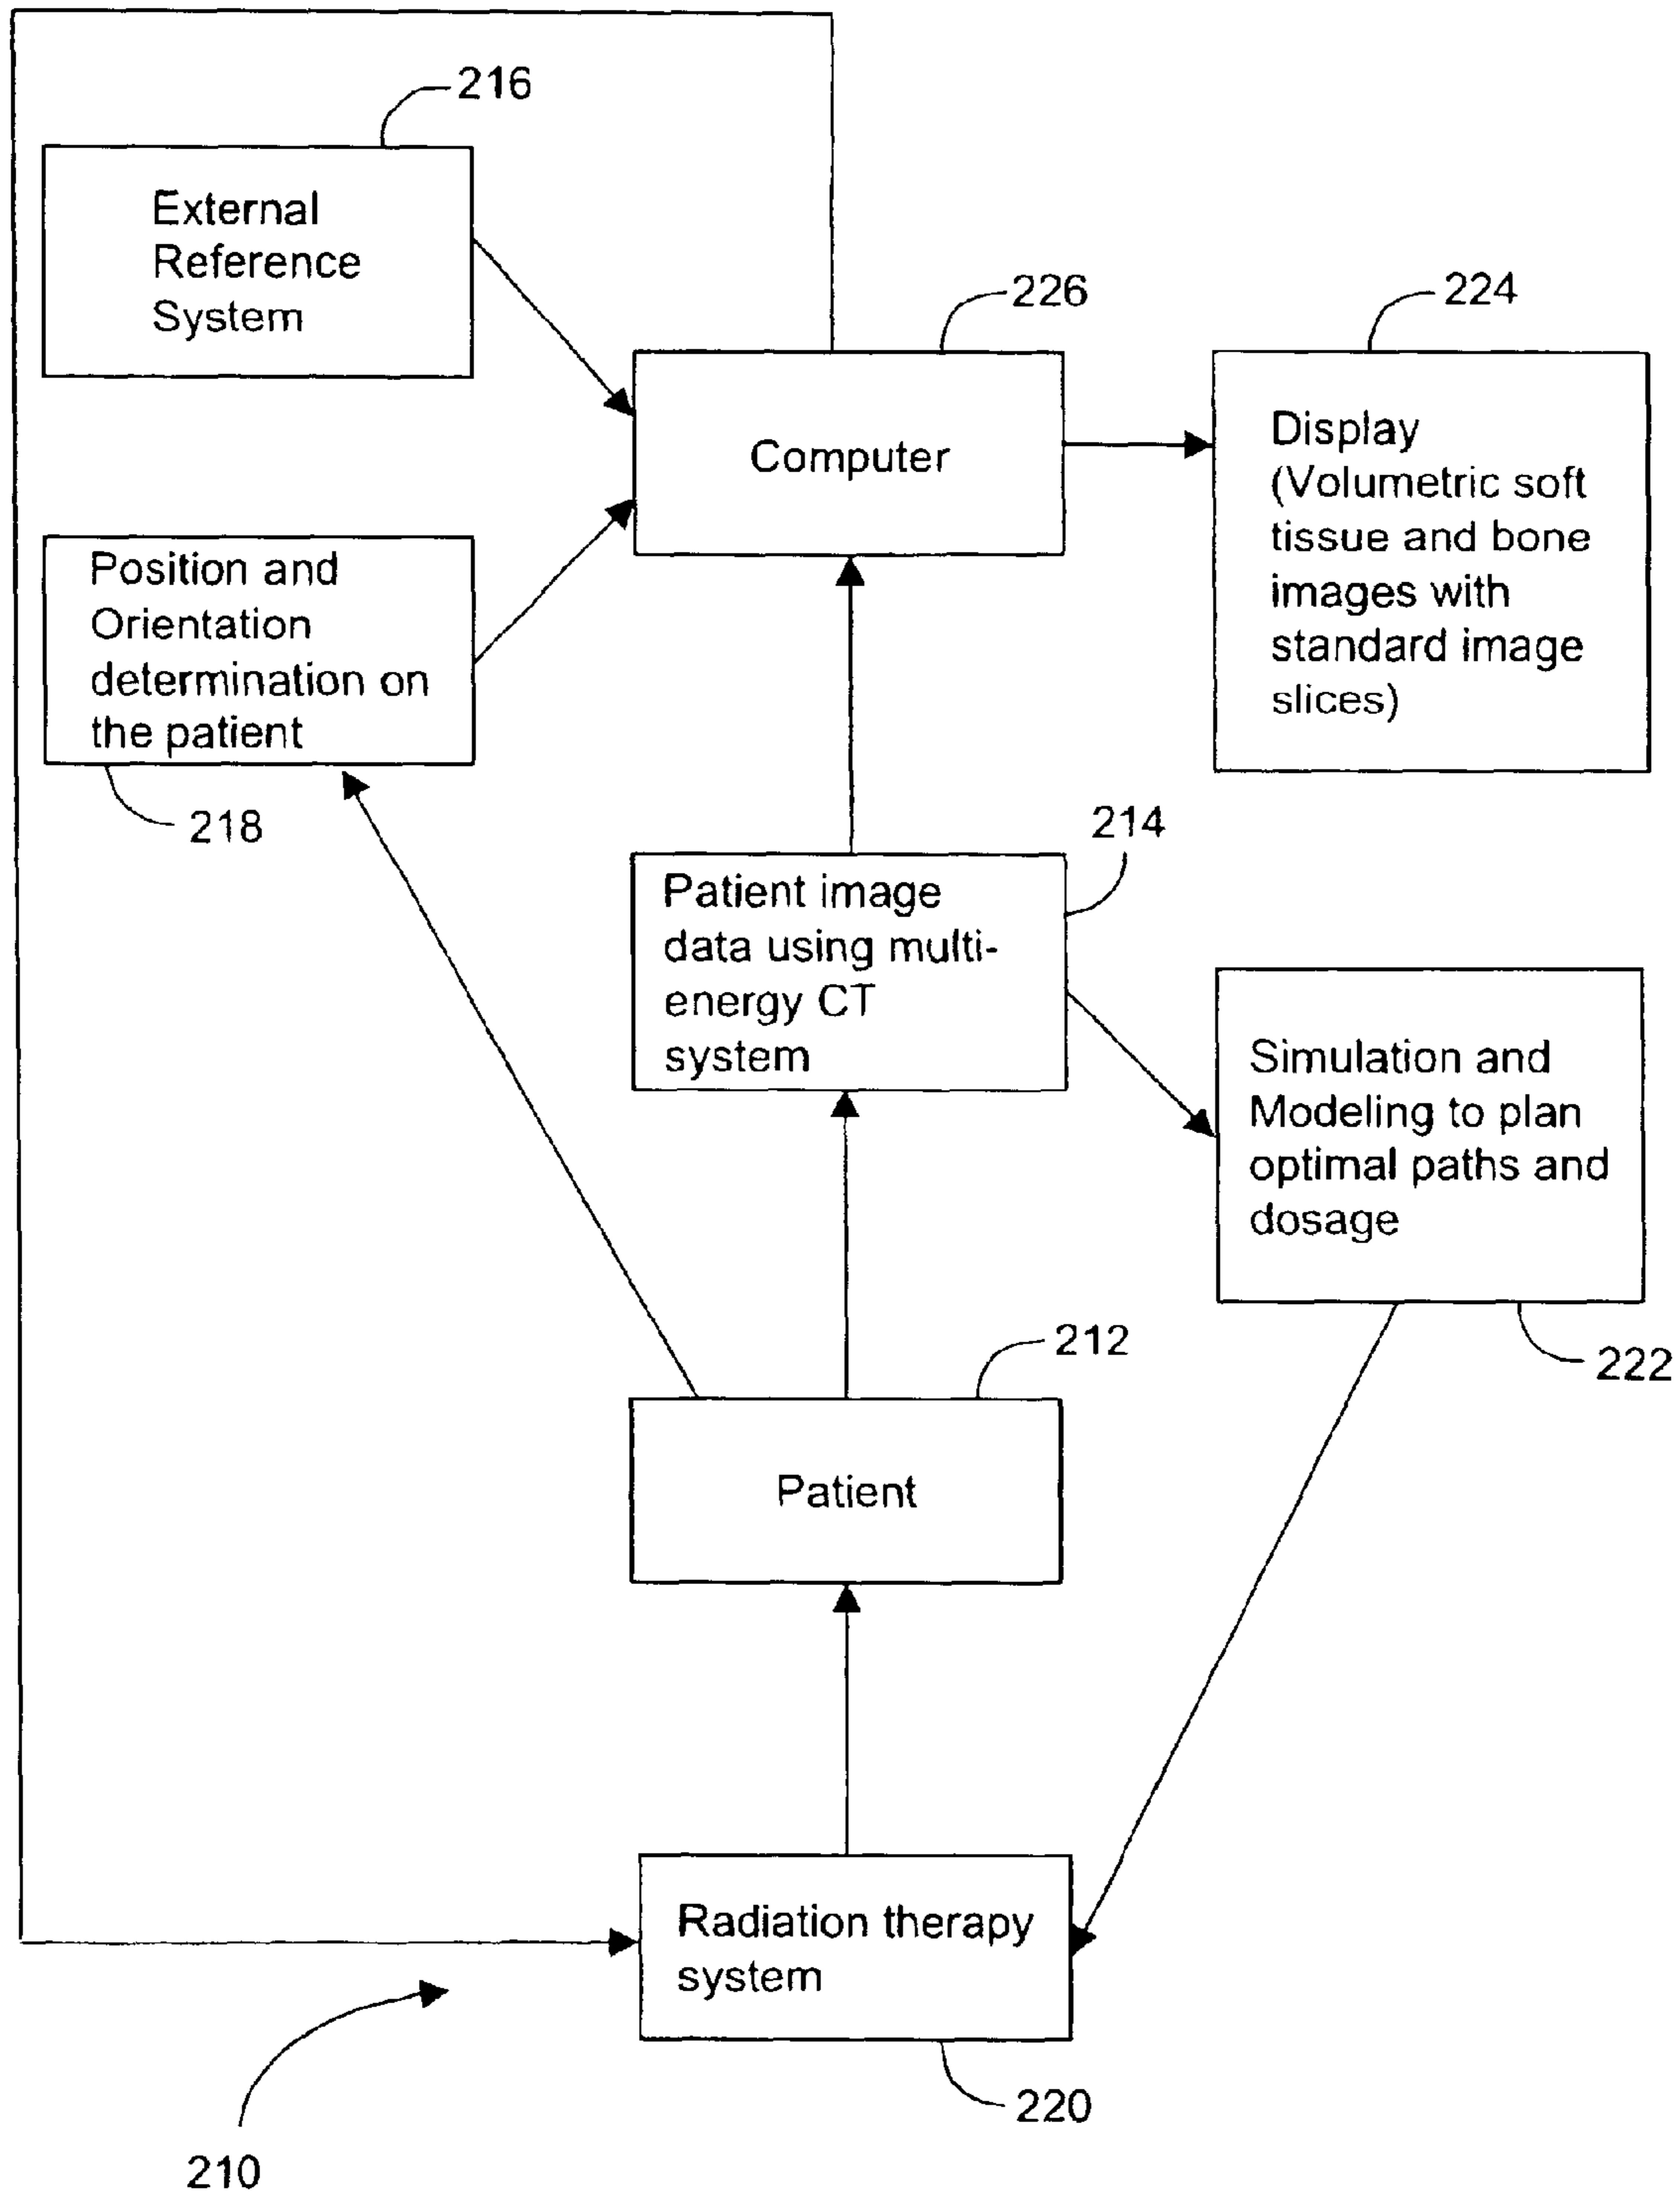 216
External
Reference
System
226
224
Computer
Display
(Volumetric soft
tissue and bone
images with
standard image
slices)
Position and
Orientation
determination on
the patient
218
214
Patient image
data using multi-
energy CT
system
Simulation and
Modeling to plan
optimal paths and
dosage
212
222
Patient
Radiation therapy
system
220
210